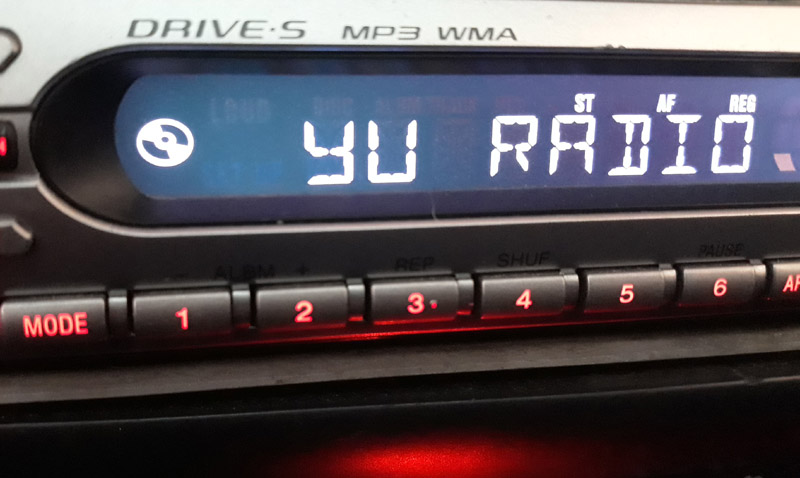 DRIVE·S MP3 WMA
ST AF REG
YU RADIO
ALBM + REP SHUF PAUSE
MODE 1 2 3 4 5 6 AF